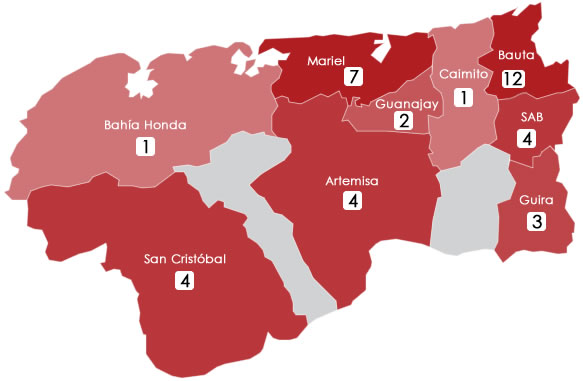 Mariel
7
Guanajay
2
Caimito
1
Bauta
12
SAB
4
Bahía Honda
1
Artemisa
4
Guira
3
San Cristóbal
4